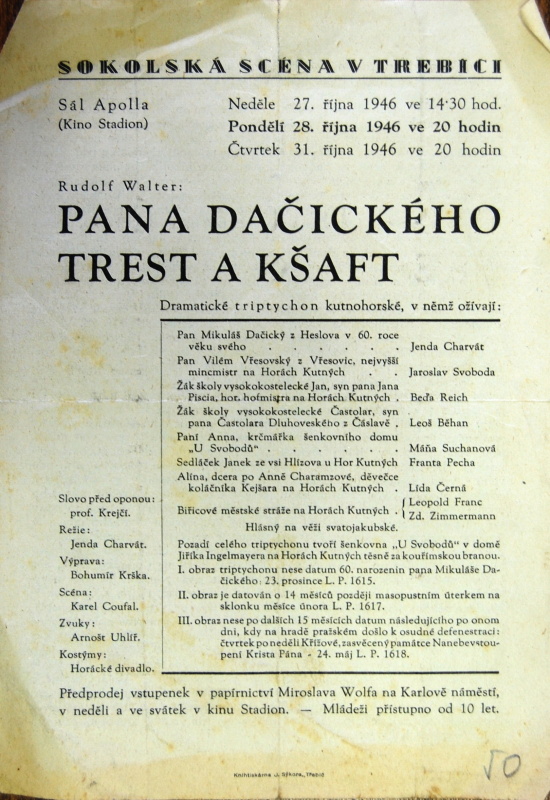 SOKOLSKÁ SCÉNA V TŘEBÍČI
Sál Apolla
(Kino Stadion)
Neděle 27. října 1946 ve 14·30 hod.
Pondělí 28. října 1946 ve 20 hodin
Čtvrtek 31. října 1946 ve 20 hodin
Rudolf Walter:
PANA DAČICKÉHO
TREST A KŠAFT
Dramatické triptychon kutnohorské, v němž ožívají:
Pan Mikuláš Dačický z Heslova v 60. roce
věku svého . . . . . . Jenda Charvát
Pan Vilém Vřesovský z Vřesovic, nejvyšší
mincmistr na Horách Kutných . . Jaroslav Svoboda
Žák školy vysokokostelecké Jan, syn pana Jana
Píscia, hor. hofmistra na Horách Kutných . Beďa Reich
Žák školy vysokokostelecké Častolar, syn
pana Častolara Dluhoveského z Čáslavě . Leoš Běhan
Paní Anna, krčmářka šenkovního domu
„U Svobodů“ . . . . . . Máňa Suchanová
Sedláček Janek ze vsi Hlízova u Hor Kutných Franta Pecha
Alína, dcera po Anně Charamzové, děvečce
koláčníka Kejšara na Horách Kutných . Lída Černá
Biřicové městské stráže na Horách Kutných . { Leopold Franc
Zd. Zimmermann
Hlásný na věži svatojakubské.
Slovo před oponou:
prof. Krejčí.
Režie:
Jenda Charvát.
Výprava:
Bohumír Krška.
Scéna:
Karel Coufal.
Zvuky:
Arnošt Uhlíř.
Kostýmy:
Horácké divadlo.
Pozadí celého triptychonu tvoří šenkovna „U Svobodů“ v domě
Jiříka Ingelmayera na Horách Kutných těsně za kouřimskou branou.
I. obraz triptychonu nese datum 60. narozenin pana Mikuláše Da-
čického: 23. prosince L. P. 1615.
II. obraz je datován o 14 měsíců později masopustním úterkem na
sklonku měsíce února L. P. 1617.
III. obraz nese po dalších 15 měsících datum následujícího po onom
dni, kdy na hradě pražském došlo k osudné defenestraci:
čtvrtek po neděli Křížové, zasvěcený památce Nanebevstou-
pení Krista Pána - 24. máj L. P. 1618.
Předprodej vstupenek v papírnictví Miroslava Wolfa na Karlově náměstí,
v neděli a ve svátek v kinu Stadion. — Mládeži přístupno od 10 let.
Knihtiskárna J. Sýkora, Třebíč
50